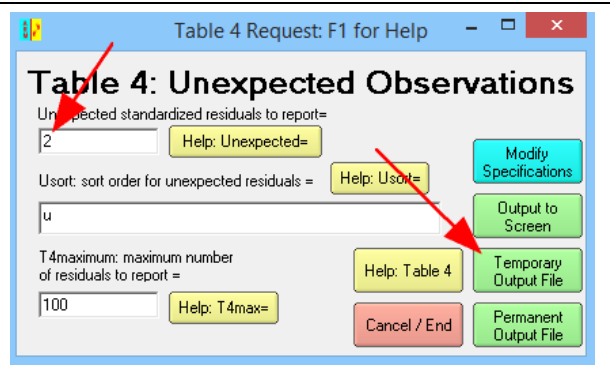 Table 4 Request: F1 for Help
Table 4: Unexpected Observations
Unexpected standardized residuals to report=
2
Help: Unexpected=
Modify
Specifications
Usort: sort order for unexpected residuals =
Help: Usort=
u
Output to
Screen
T4maximum: maximum number
of residuals to report =
Help: Table 4
Temporary
Output File
100
Help: T4max=
Cancel / End
Permanent
Output File